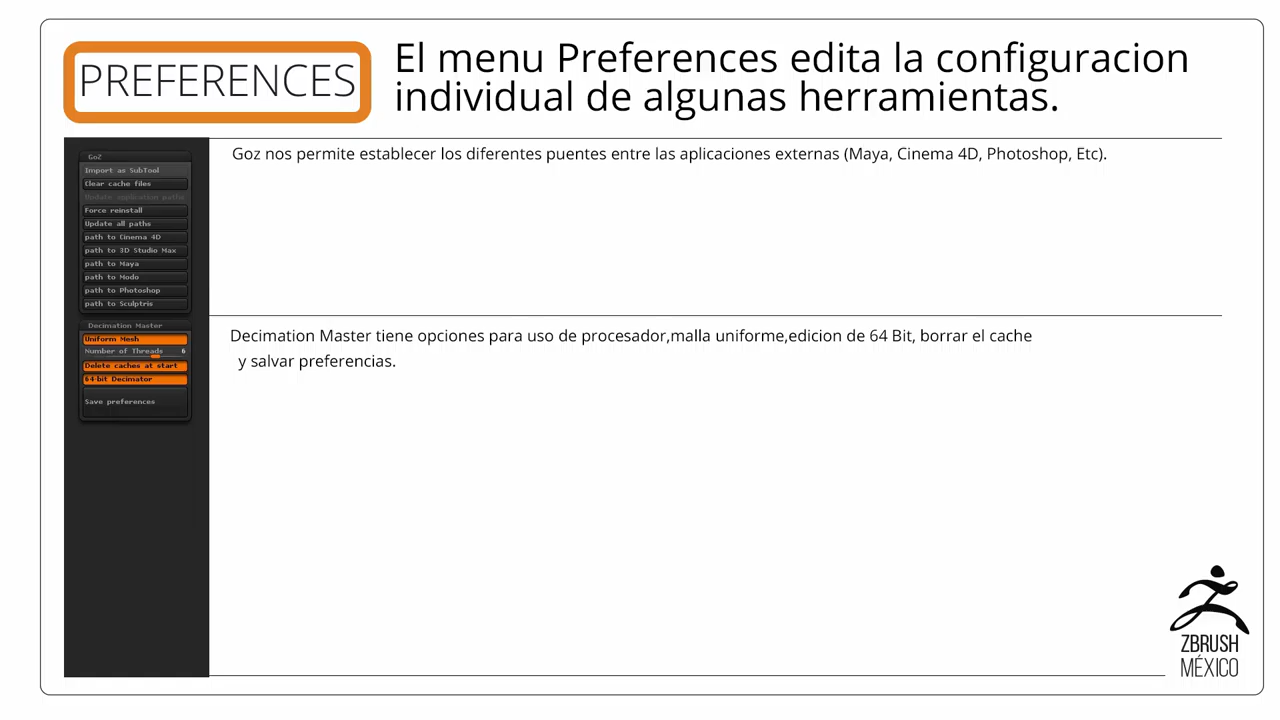 PREFERENCES
El menu Preferences edita la configuracion
individual de algunas herramientas.
GoZ
Import as SubTool
Clear cache files
Update application paths
Force reinstall
Update all paths
path to Cinema 4D
path to 3D Studio Max
path to Maya
path to Modo
path to Photoshop
path to Sculptris
Goz nos permite establecer los diferentes puentes entre las aplicaciones externas (Maya, Cinema 4D, Photoshop, Etc).
Decimation Master
Uniform Mesh
Number of Threads 6
Delete caches at start
64-bit Decimator
Save preferences
Decimation Master tiene opciones para uso de procesador,malla uniforme,edicion de 64 Bit, borrar el cache
y salvar preferencias.
ZBRUSH
MÉXICO